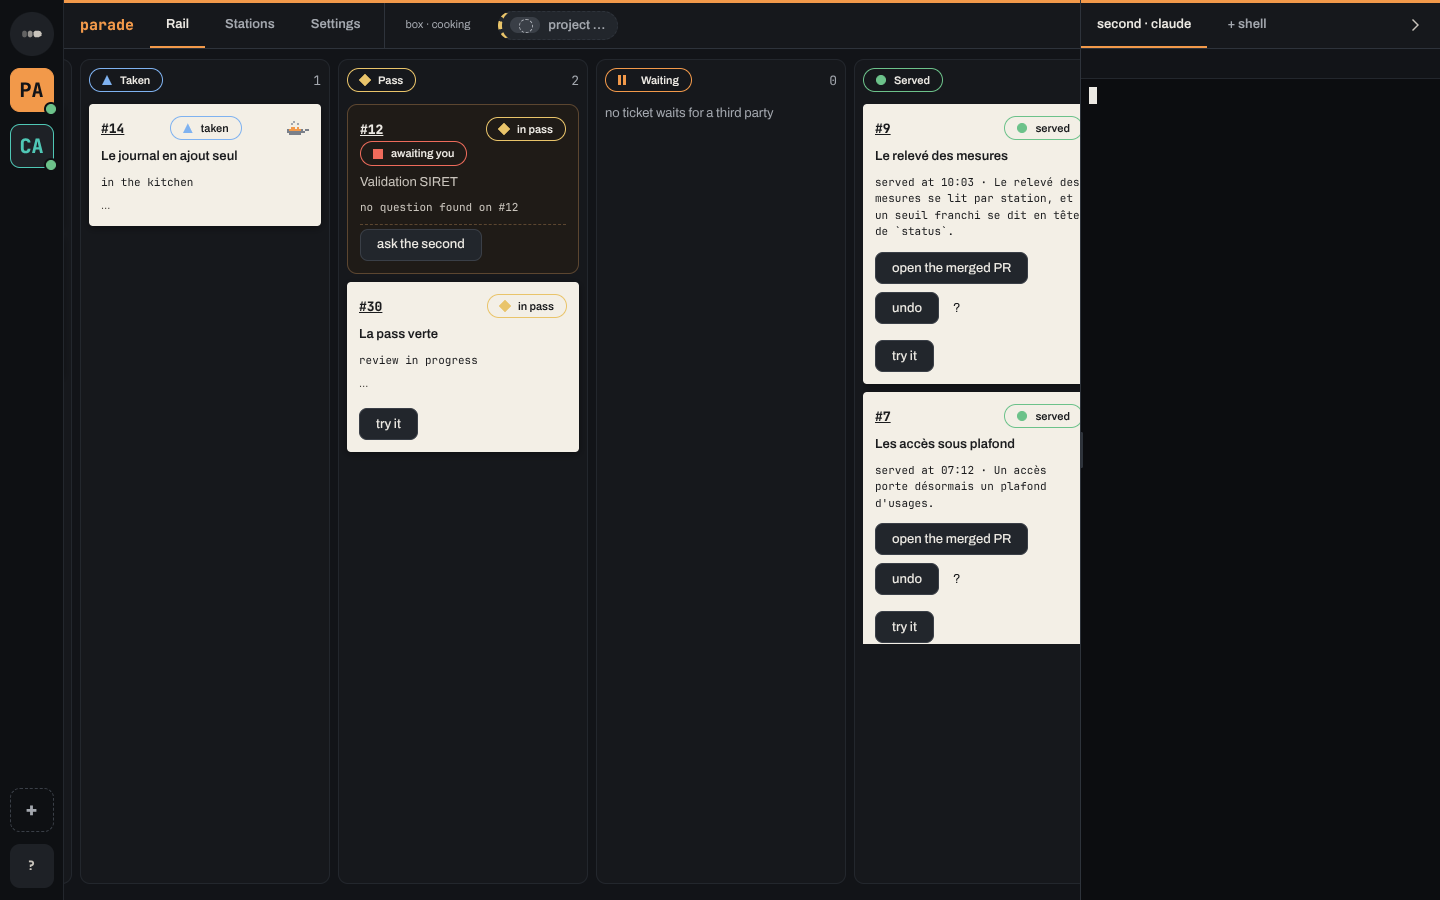 parade
Rail
Stations
Settings
box · cooking
project ...
second · claude
+ shell
PA
CA
+
?
Taken
1
#14
taken
Le journal en ajout seul
in the kitchen
...
Pass
2
#12
in pass
awaiting you
Validation SIRET
no question found on #12
ask the second
#30
in pass
La pass verte
review in progress
...
try it
Waiting
0
no ticket waits for a third party
Served
#9
served
Le relevé des mesures
served at 10:03 · Le relevé des
mesures se lit par station, et
un seuil franchi se dit en tête
de `status`.
open the merged PR
undo
?
try it
#7
served
Les accès sous plafond
served at 07:12 · Un accès
porte désormais un plafond
d'usages.
open the merged PR
undo
?
try it